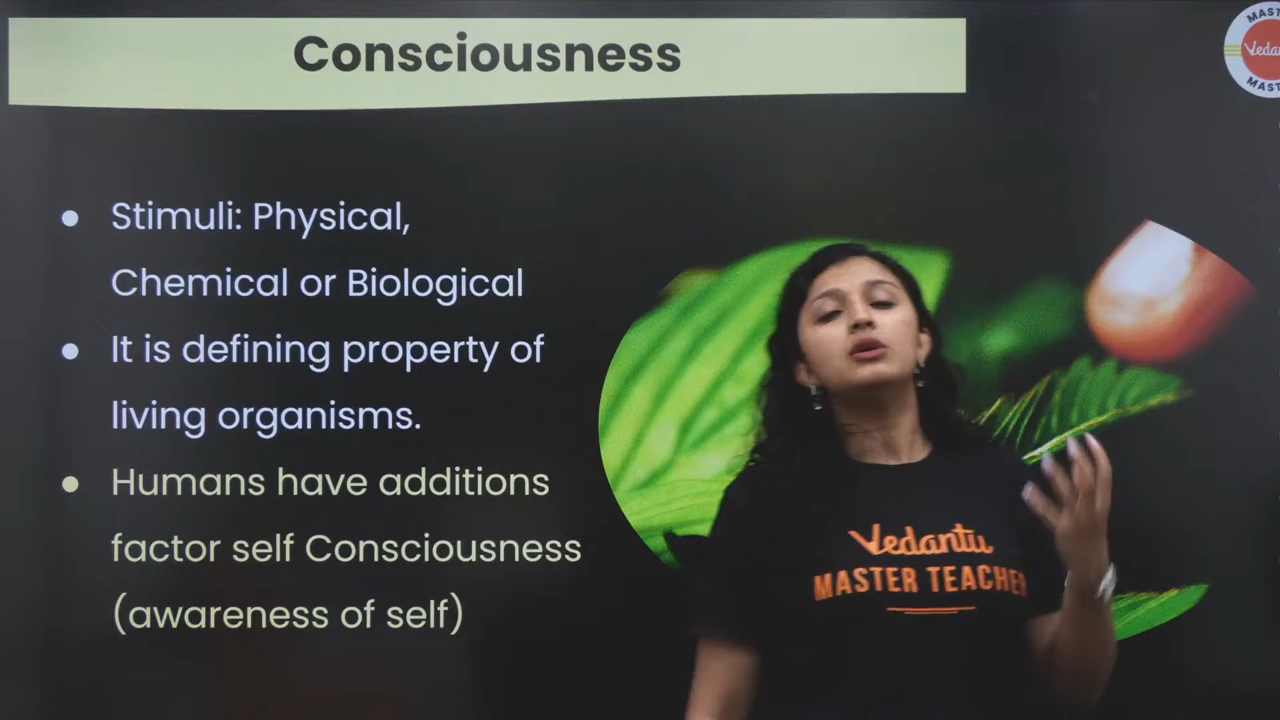 Consciousness
● Stimuli: Physical,
Chemical or Biological
● It is defining property of
living organisms.
● Humans have additions
factor self Consciousness
(awareness of self)
Vedantu
MASTER TEACHER